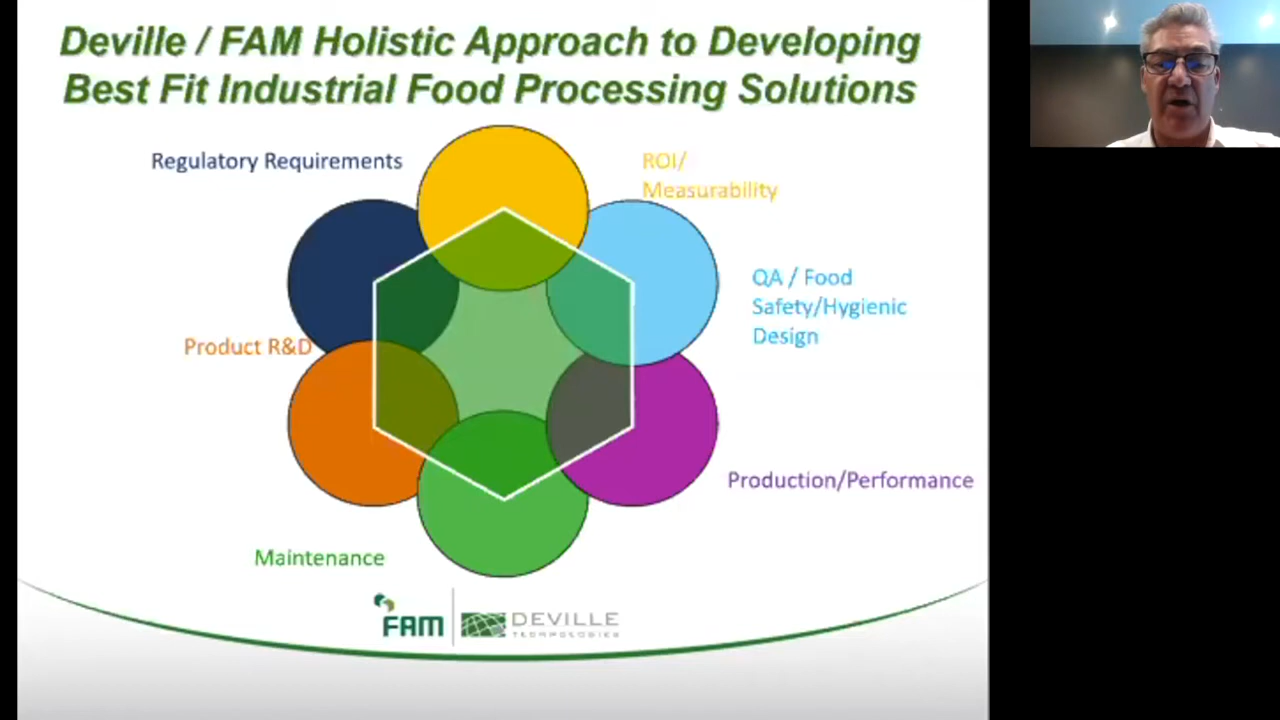 Deville / FAM Holistic Approach to Developing
Best Fit Industrial Food Processing Solutions
Regulatory Requirements
ROI/
Measurability
QA / Food
Safety/Hygienic
Design
Product R&D
Production/Performance
Maintenance
FAM
DEVILLE
TECHNOLOGIES